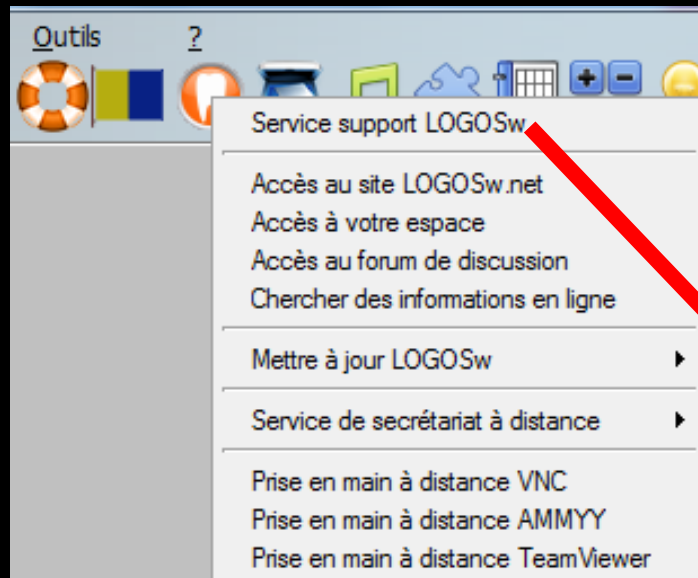 Outils ?
Service support LOGOSw
Accès au site LOGOSw.net
Accès à votre espace
Accès au forum de discussion
Chercher des informations en ligne
Mettre à jour LOGOSw
Service de secrétariat à distance
Prise en main à distance VNC
Prise en main à distance AMMYY
Prise en main à distance TeamViewer